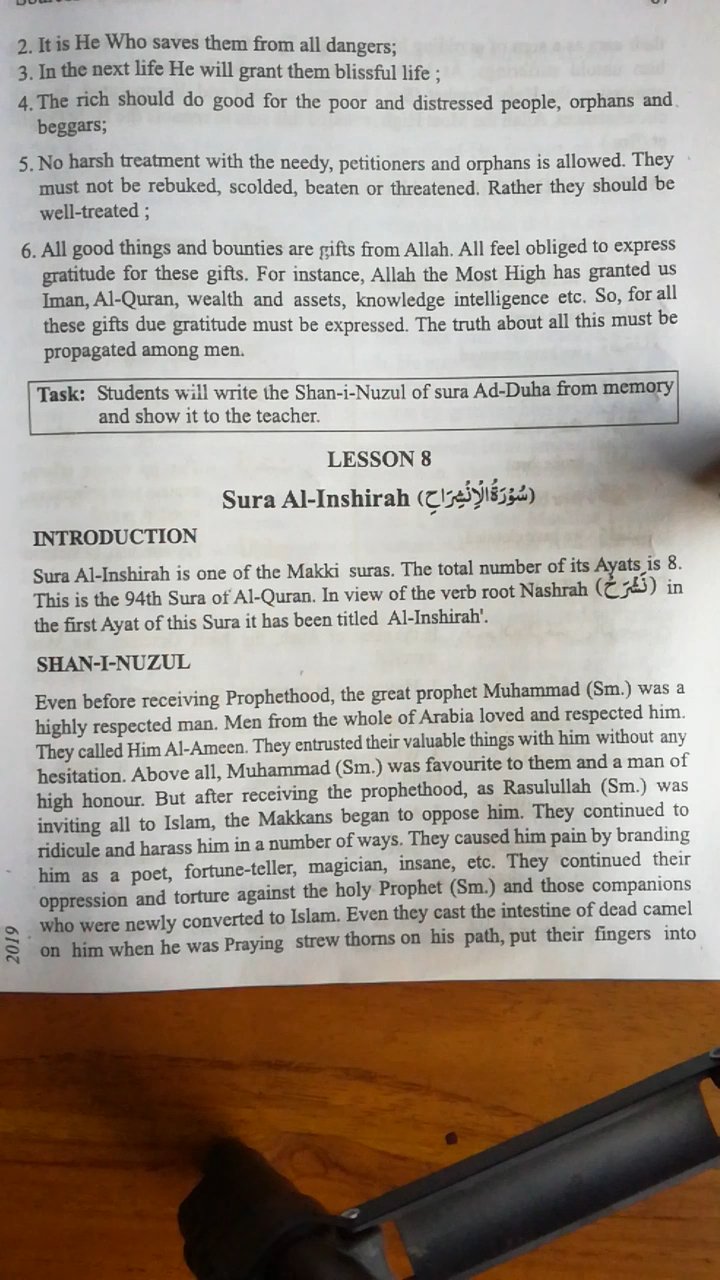 2. It is He Who saves them from all dangers;
3. In the next life He will grant them blissful life ;
4. The rich should do good for the poor and distressed people, orphans and
beggars;
5. No harsh treatment with the needy, petitioners and orphans is allowed. They
must not be rebuked, scolded, beaten or threatened. Rather they should be
well-treated ;
6. All good things and bounties are gifts from Allah. All feel obliged to express
gratitude for these gifts. For instance, Allah the Most High has granted us
Iman, Al-Quran, wealth and assets, knowledge intelligence etc. So, for all
these gifts due gratitude must be expressed. The truth about all this must be
propagated among men.
Task: Students will write the Shan-i-Nuzul of sura Ad-Duha from memory
and show it to the teacher.
LESSON 8
Sura Al-Inshirah (سُوْرَةُ الْاِنْشِرَاحِ)
INTRODUCTION
Sura Al-Inshirah is one of the Makki suras. The total number of its Ayats is 8.
This is the 94th Sura of Al-Quran. In view of the verb root Nashrah (نَشْرَحْ) in
the first Ayat of this Sura it has been titled Al-Inshirah'.
SHAN-I-NUZUL
Even before receiving Prophethood, the great prophet Muhammad (Sm.) was a
highly respected man. Men from the whole of Arabia loved and respected him.
They called Him Al-Ameen. They entrusted their valuable things with him without any
hesitation. Above all, Muhammad (Sm.) was favourite to them and a man of
high honour. But after receiving the prophethood, as Rasulullah (Sm.) was
inviting all to Islam, the Makkans began to oppose him. They continued to
ridicule and harass him in a number of ways. They caused him pain by branding
him as a poet, fortune-teller, magician, insane, etc. They continued their
oppression and torture against the holy Prophet (Sm.) and those companions
who were newly converted to Islam. Even they cast the intestine of dead camel
on him when he was Praying strew thorns on his path, put their fingers into
2019